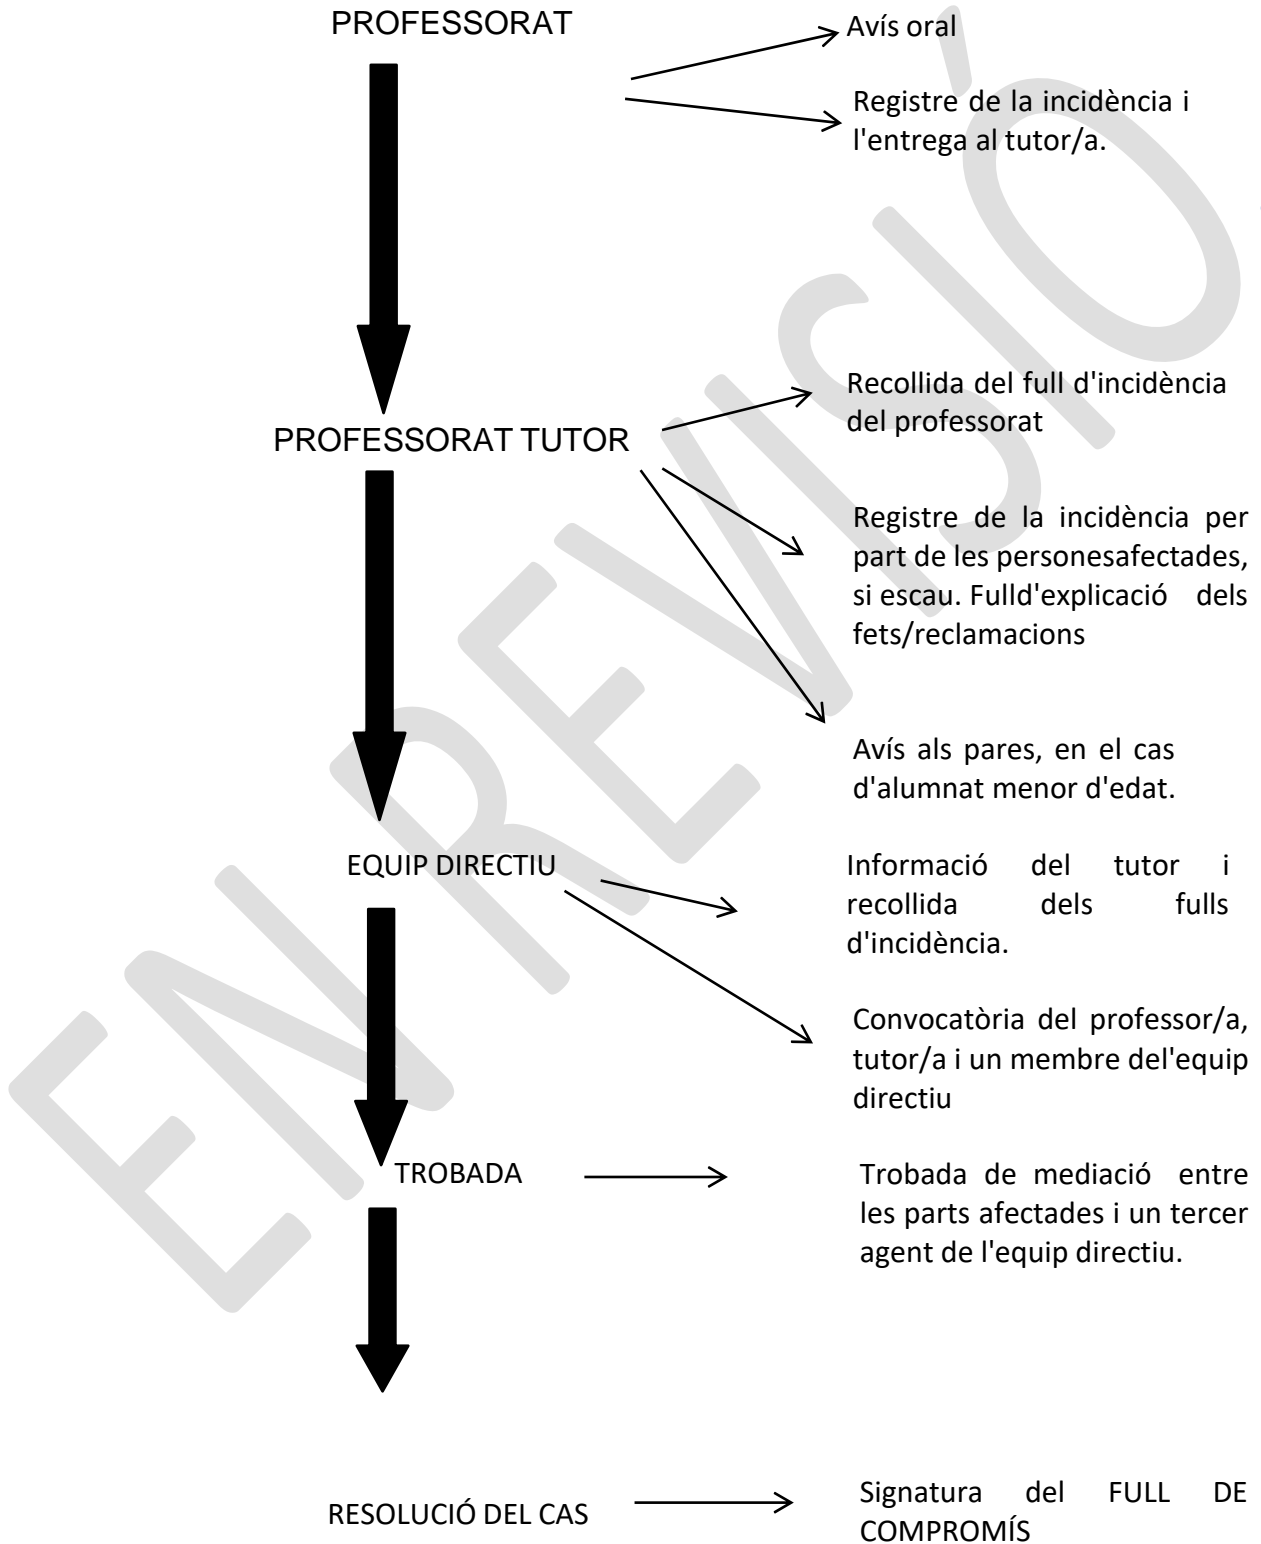 PROFESSORAT
Avís oral
Registre de la incidència i
l'entrega al tutor/a.
PROFESSORAT TUTOR
Recollida del full d'incidència
del professorat
Registre de la incidència per
part de les personesafectades,
si escau. Fulld'explicació dels
fets/reclamacions
Avís als pares, en el cas
d'alumnat menor d'edat.
EQUIP DIRECTIU
Informació del tutor i
recollida dels fulls
d'incidència.
Convocatòria del professor/a,
tutor/a i un membre del'equip
directiu
TROBADA
Trobada de mediació entre
les parts afectades i un tercer
agent de l'equip directiu.
RESOLUCIÓ DEL CAS
Signatura del FULL DE
COMPROMÍS
EN REVISIÓ